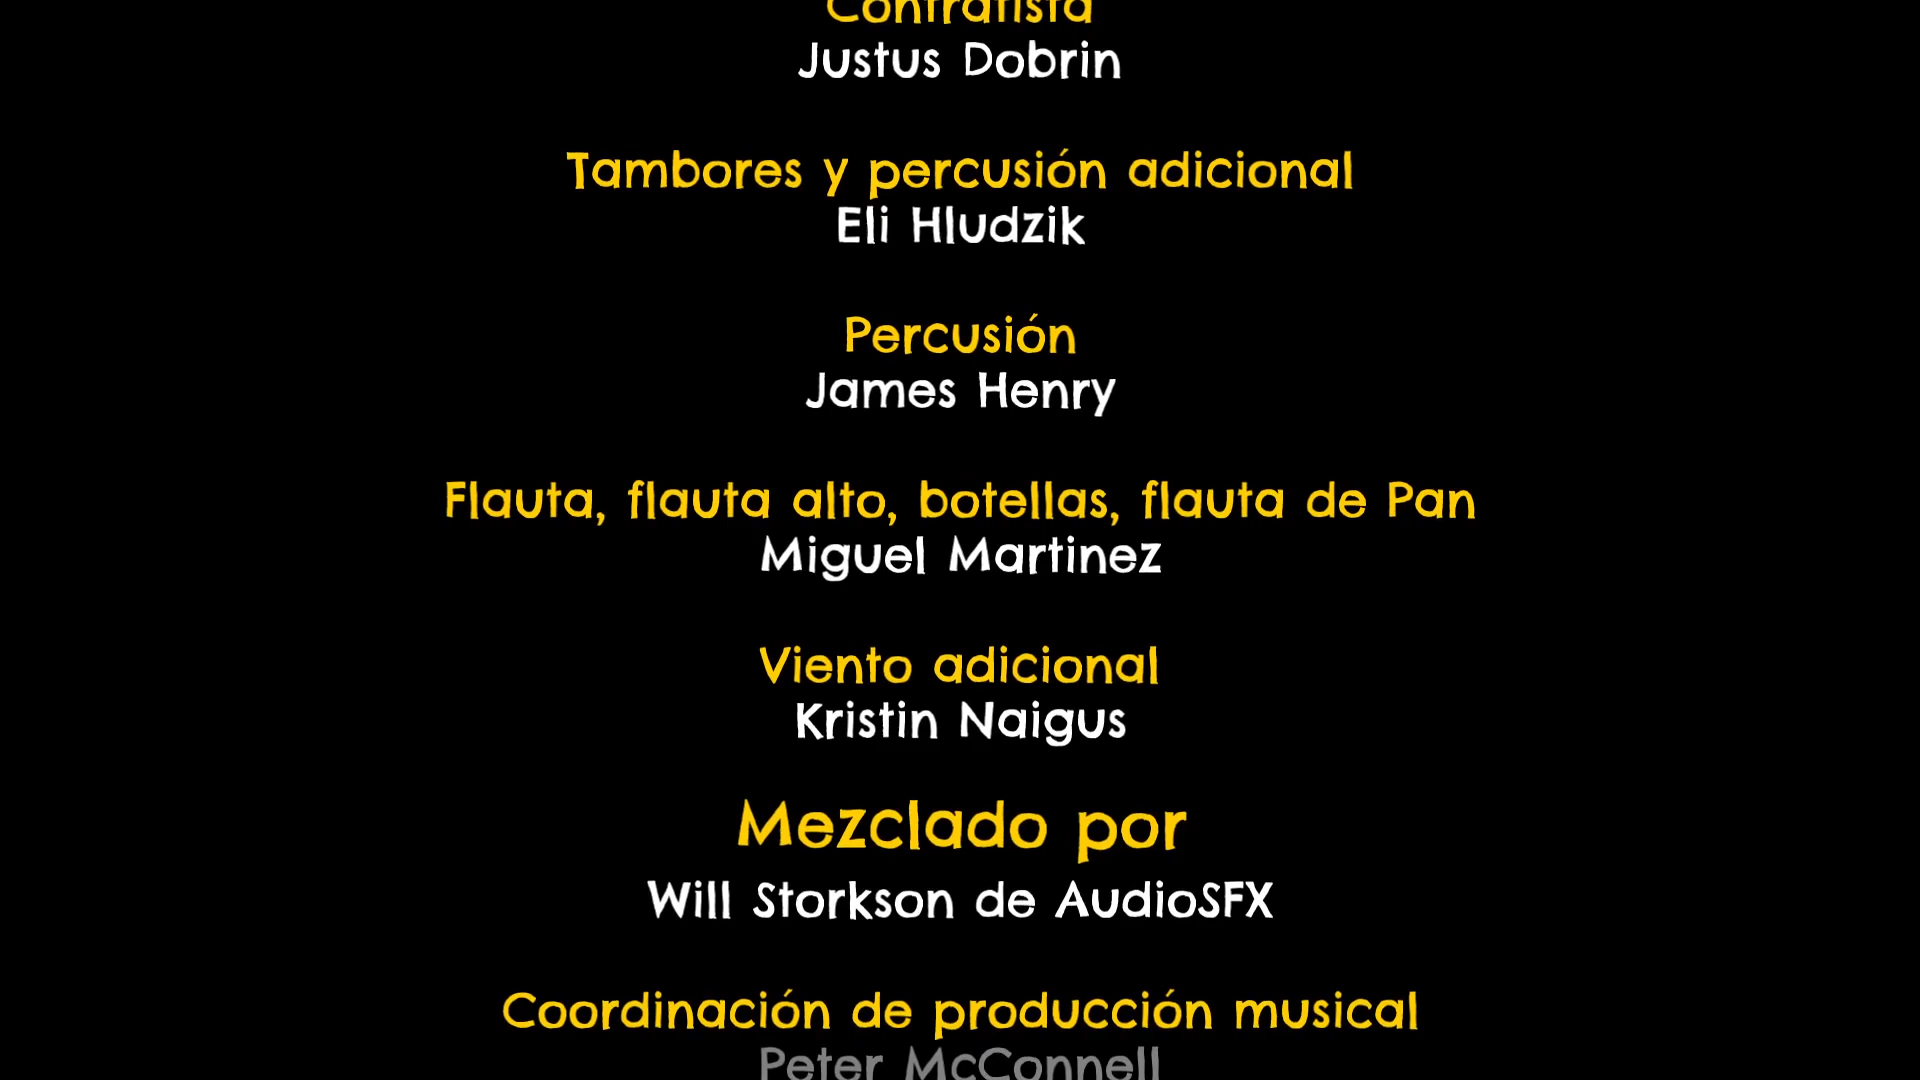 Contratista
Justus Dobrin
Tambores y percusión adicional
Eli Hludzik
Percusión
James Henry
Flauta, flauta alto, botellas, flauta de Pan
Miguel Martinez
Viento adicional
Kristin Naigus
Mezclado por
Will Storkson de AudioSFX
Coordinación de producción musical
Peter McConnell